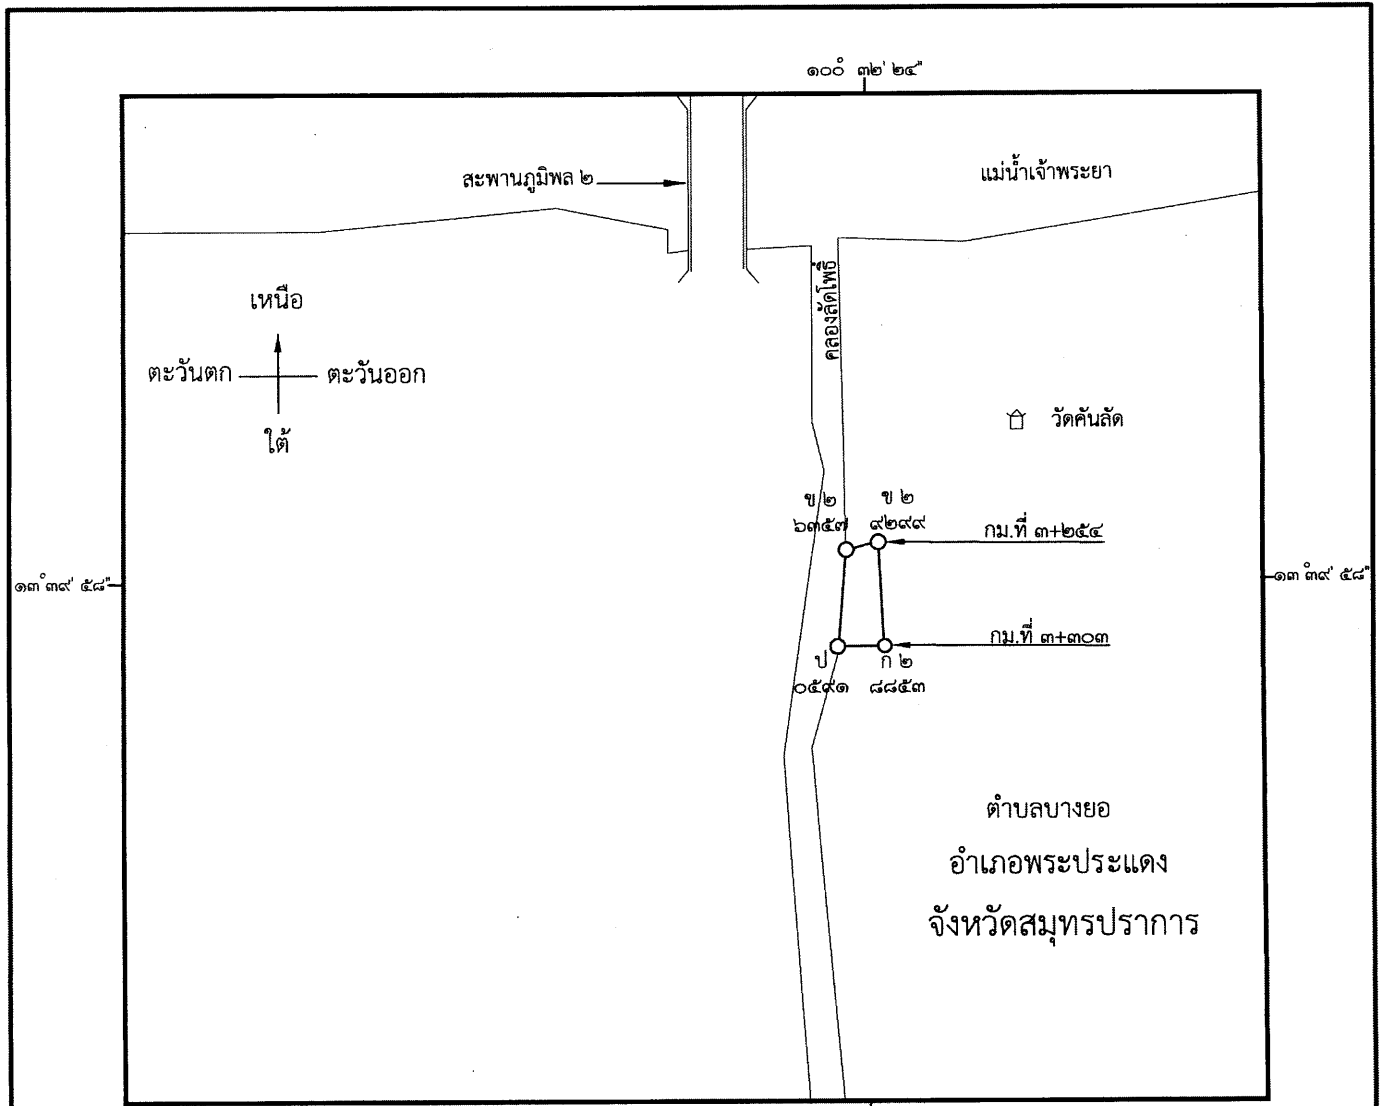 ๑๐๐° ๓๒' ๒๔"
สะพานภูมิพล ๒
แม่น้ำเจ้าพระยา
คลองลัดโพธิ์
เหนือ
ตะวันตก
ตะวันออก
ใต้
วัดคันลัด
ข ๒
๖๓๕๗
ข ๒
๙๒๙๙
กม.ที่ ๓+๒๕๔
๑๓° ๓๙' ๕๘"
๑๓° ๓๙' ๕๘"
กม.ที่ ๓+๓๐๓
ป
๐๕๙๑
ก ๒
๘๘๕๓
ตำบลบางยอ
อำเภอพระประแดง
จังหวัดสมุทรปราการ